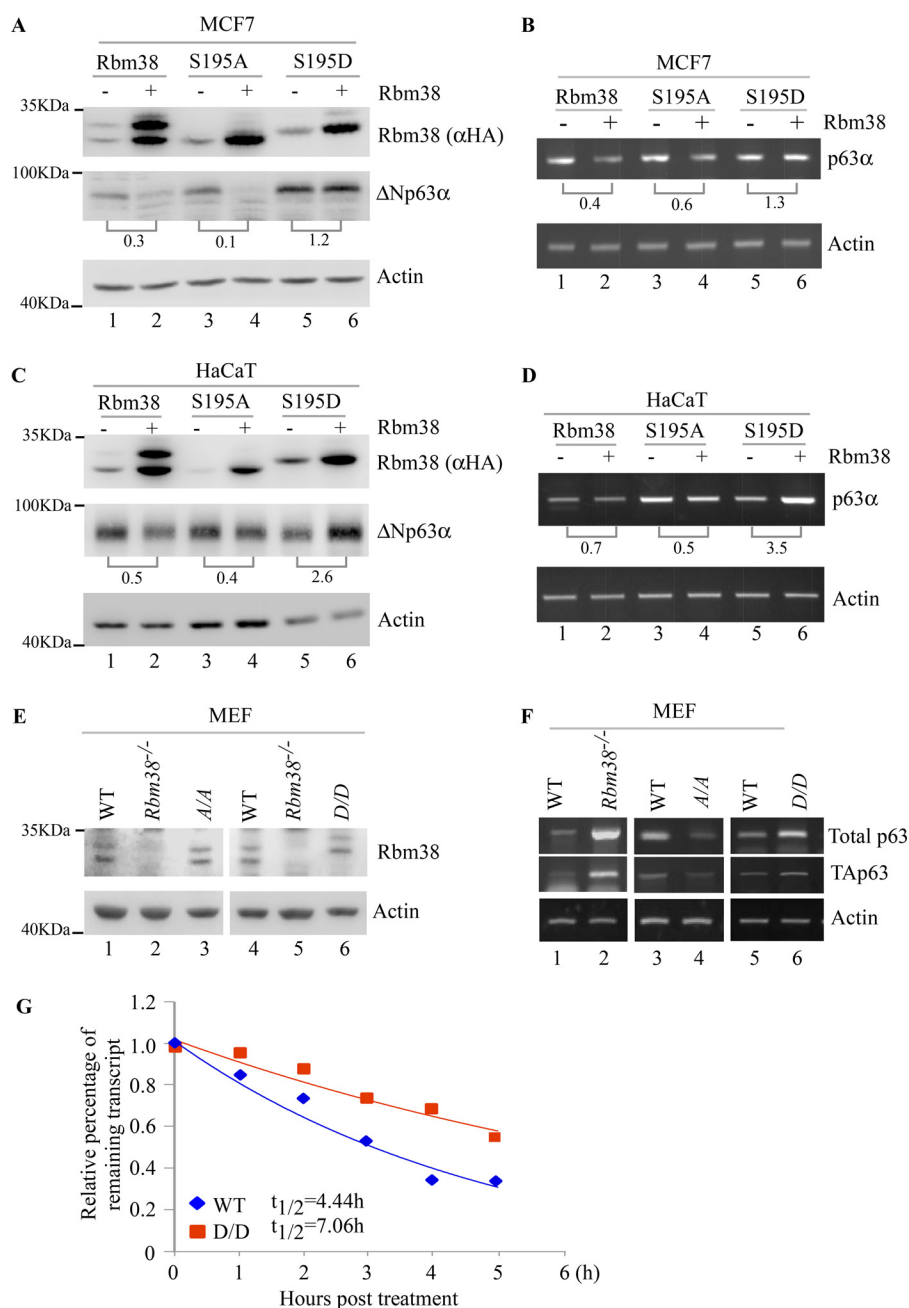 A
MCF7
Rbm38 S195A S195D
- + - + - + Rbm38
35KDa
Rbm38 (αHA)
100KDa
ΔNp63α
0.3 0.1 1.2
Actin
40KDa
1 2 3 4 5 6
B
MCF7
Rbm38 S195A S195D
- + - + - + Rbm38
p63α
0.4 0.6 1.3
Actin
1 2 3 4 5 6
C
HaCaT
Rbm38 S195A S195D
- + - + - + Rbm38
35KDa
Rbm38 (αHA)
100KDa
ΔNp63α
0.5 0.4 2.6
Actin
40KDa
1 2 3 4 5 6
D
HaCaT
Rbm38 S195A S195D
- + - + - + Rbm38
p63α
0.7 0.5 3.5
Actin
1 2 3 4 5 6
E
MEF
WT Rbm38-/- A/A WT Rbm38-/- D/D
35KDa
Rbm38
Actin
40KDa
1 2 3 4 5 6
F
MEF
WT Rbm38-/- WT A/A WT D/D
Total p63
TAp63
Actin
1 2 3 4 5 6
G
Relative percentage of
remaining transcript
1.2
1.0
0.8
0.6
0.4
0.2
0
WT t1/2=4.44h
D/D t1/2=7.06h
0 1 2 3 4 5 6 (h)
Hours post treatment